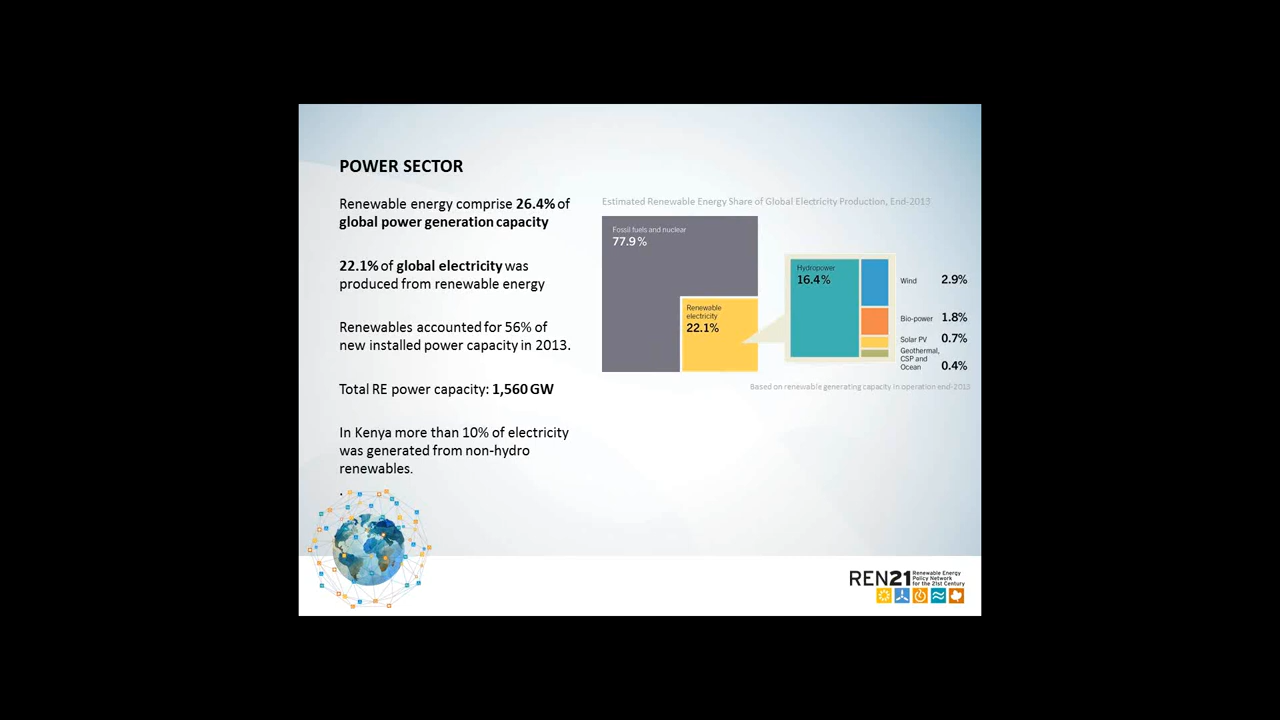 POWER SECTOR
Renewable energy comprise 26.4% of
global power generation capacity
22.1% of global electricity was
produced from renewable energy
Renewables accounted for 56% of
new installed power capacity in 2013.
Total RE power capacity: 1,560 GW
In Kenya more than 10% of electricity
was generated from non-hydro
renewables.
.
Estimated Renewable Energy Share of Global Electricity Production, End-2013
Fossil fuels and nuclear
77.9%
Renewable
electricity
22.1%
Hydropower
16.4%
Wind 2.9%
Bio-power 1.8%
Solar PV 0.7%
Geothermal,
CSP and
Ocean 0.4%
Based on renewable generating capacity in operation end-2013
REN21 Renewable Energy
Policy Network
for the 21st Century